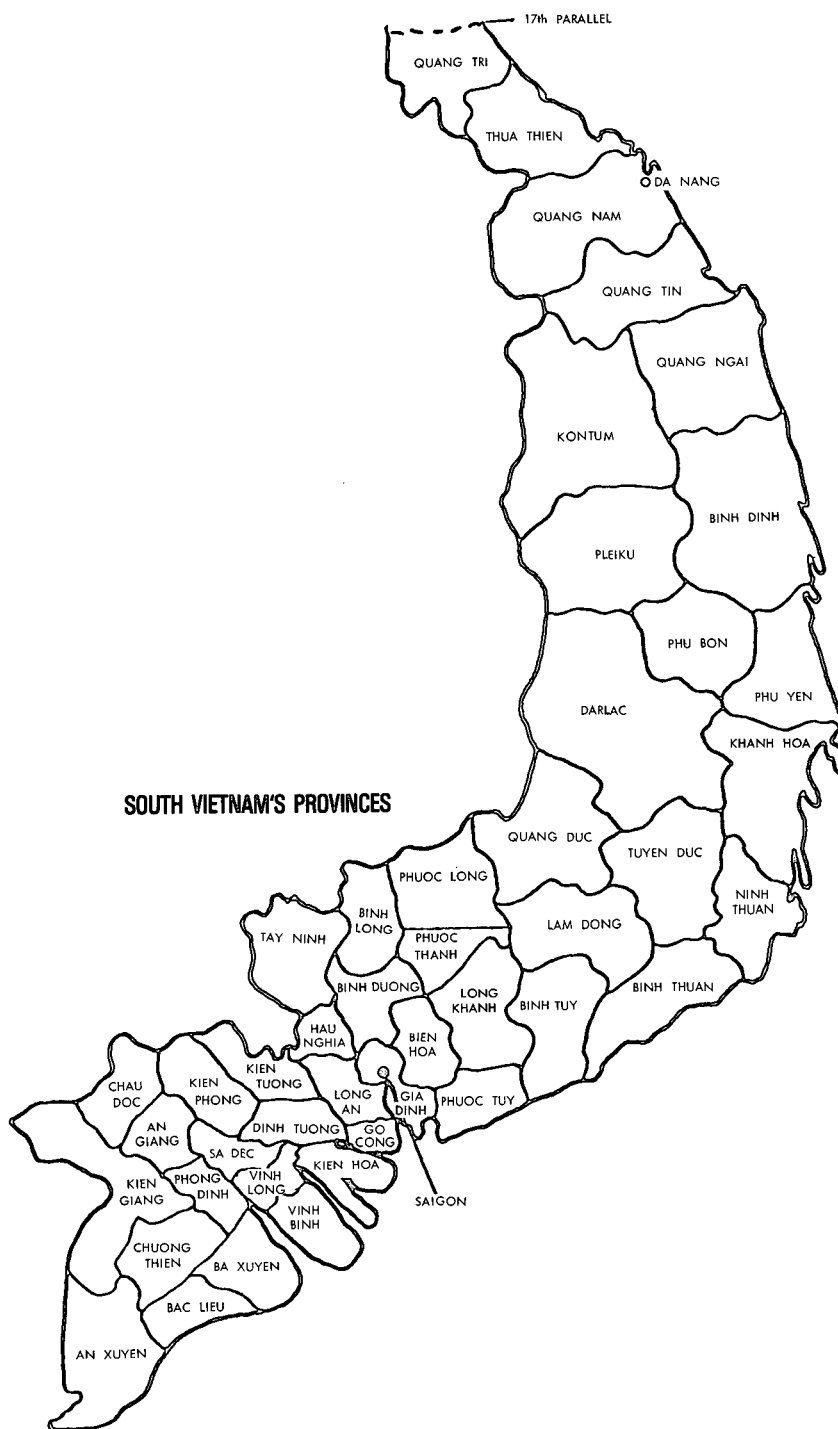 17th PARALLEL
QUANG TRI
THUA THIEN
DA NANG
QUANG NAM
QUANG TIN
QUANG NGAI
KONTUM
BINH DINH
PLEIKU
PHU BON
PHU YEN
DARLAC
KHANH HOA
SOUTH VIETNAM'S PROVINCES
QUANG DUC
TUYEN DUC
PHUOC LONG
NINH
THUAN
BINH
LONG
LAM DONG
TAY NINH
PHUOC
THANH
BINH DUONG
LONG
KHANH
BINH TUY
BINH THUAN
HAU
NGHIA
BIEN
HOA
KIEN
TUONG
CHAU
DOC
KIEN
PHONG
LONG
AN
GIA
DINH
PHUOC TUY
AN
GIANG
DINH TUONG
GO
CONG
SA DEC
KIEN HOA
KIEN
GIANG
PHONG
DINH
VINH
LONG
SAIGON
VINH
BINH
CHUONG
THIEN
BA XUYEN
BAC LIEU
AN XUYEN